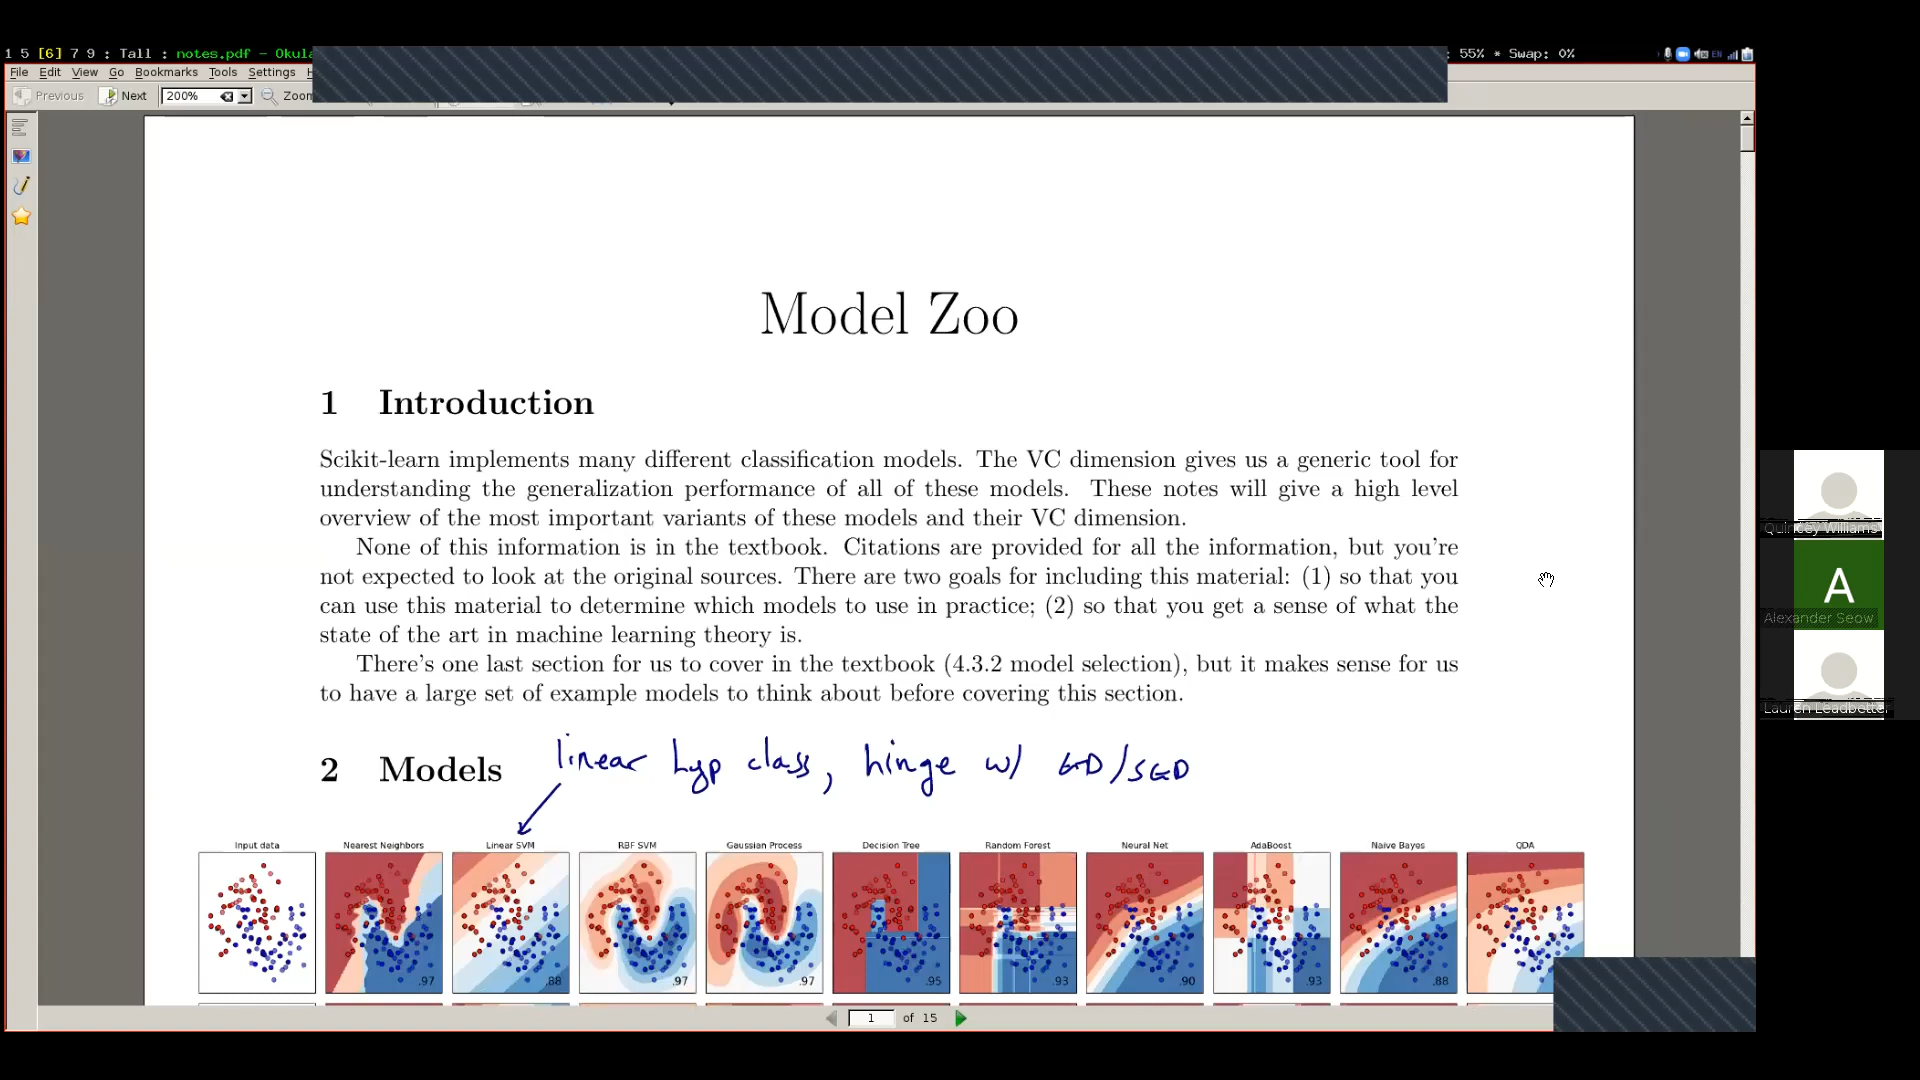 1 5 [6] 7 9 : Tall : notes.pdf – Okula
: 55% * Swap: 0%
EN
File Edit View Go Bookmarks Tools Settings H
Previous Next 200% Zoom
Model Zoo
1 Introduction
Scikit-learn implements many different classification models. The VC dimension gives us a generic tool for
understanding the generalization performance of all of these models. These notes will give a high level
overview of the most important variants of these models and their VC dimension.
None of this information is in the textbook. Citations are provided for all the information, but you're
not expected to look at the original sources. There are two goals for including this material: (1) so that you
can use this material to determine which models to use in practice; (2) so that you get a sense of what the
state of the art in machine learning theory is.
There's one last section for us to cover in the textbook (4.3.2 model selection), but it makes sense for us
to have a large set of example models to think about before covering this section.
2 Models
linear hyp class, hinge w/ GD/SGD
Input data Nearest Neighbors Linear SVM RBF SVM Gaussian Process Decision Tree Random Forest Neural Net AdaBoost Naive Bayes QDA
.97 .88 .97 .97 .95 .93 .90 .93 .88
1 of 15
Quincey Williams
A
Alexander Seow
Lauren Leadbetter